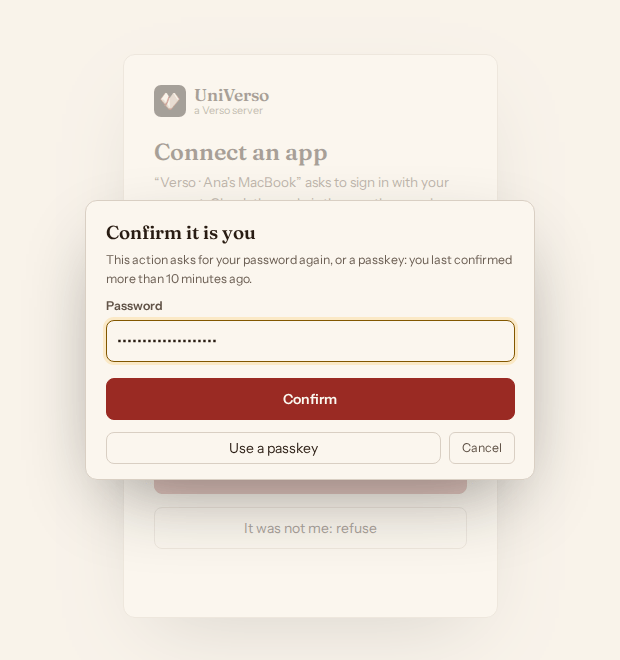 UniVerso
a Verso server
Connect an app
“Verso · Ana’s MacBook” asks to sign in with your
Confirm it is you
This action asks for your password again, or a passkey: you last confirmed
more than 10 minutes ago.
Password
Confirm
Use a passkey
Cancel
It was not me: refuse